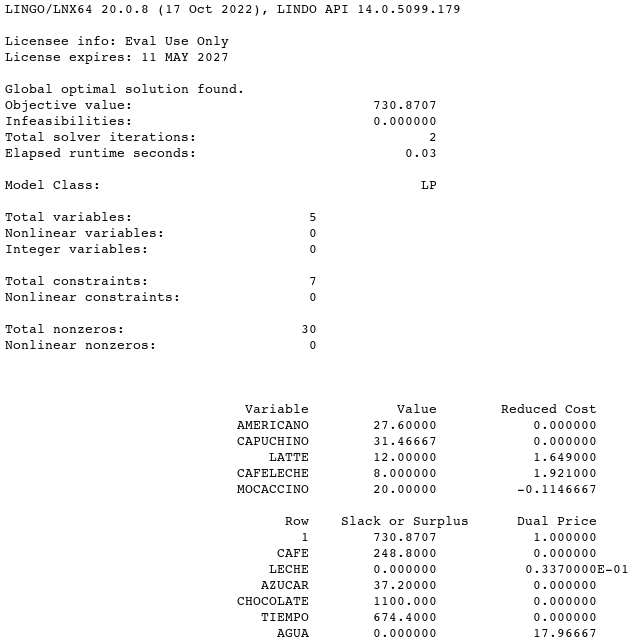 LINGO/LNX64 20.0.8 (17 Oct 2022), LINDO API 14.0.5099.179
Licensee info: Eval Use Only
License expires: 11 MAY 2027
Global optimal solution found.
Objective value: 730.8707
Infeasibilities: 0.000000
Total solver iterations: 2
Elapsed runtime seconds: 0.03
Model Class: LP
Total variables: 5
Nonlinear variables: 0
Integer variables: 0
Total constraints: 7
Nonlinear constraints: 0
Total nonzeros: 30
Nonlinear nonzeros: 0
Variable Value Reduced Cost
AMERICANO 27.60000 0.000000
CAPUCHINO 31.46667 0.000000
LATTE 12.00000 1.649000
CAFELECHE 8.000000 1.921000
MOCACCINO 20.00000 -0.1146667
Row Slack or Surplus Dual Price
1 730.8707 1.000000
CAFE 248.8000 0.000000
LECHE 0.000000 0.3370000E-01
AZUCAR 37.20000 0.000000
CHOCOLATE 1100.000 0.000000
TIEMPO 674.4000 0.000000
AGUA 0.000000 17.96667